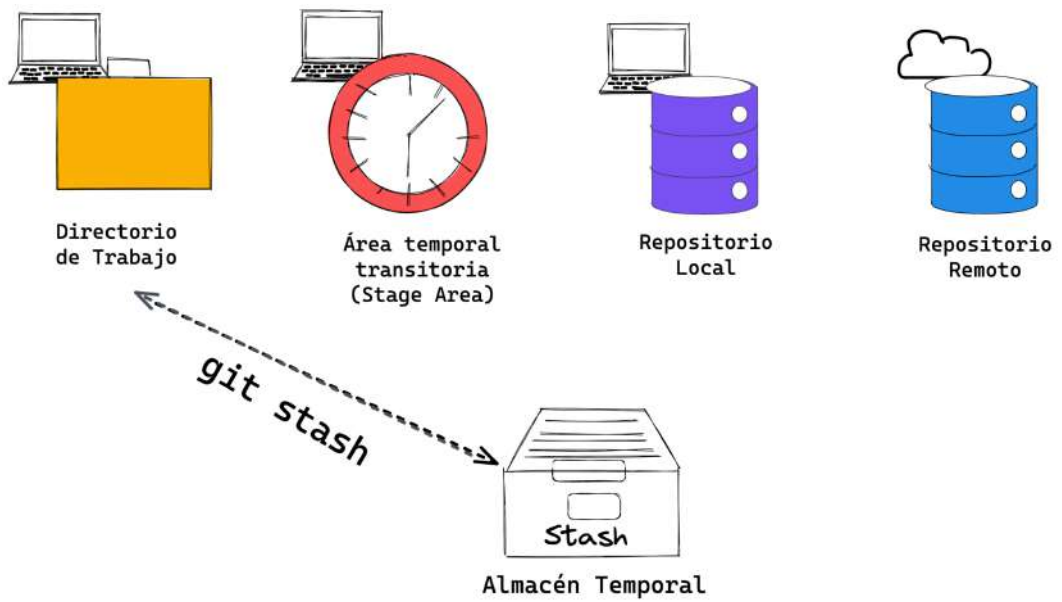 Directorio
de Trabajo
Área temporal
transitoria
(Stage Area)
Repositorio
Local
Repositorio
Remoto
git stash
Stash
Almacén Temporal